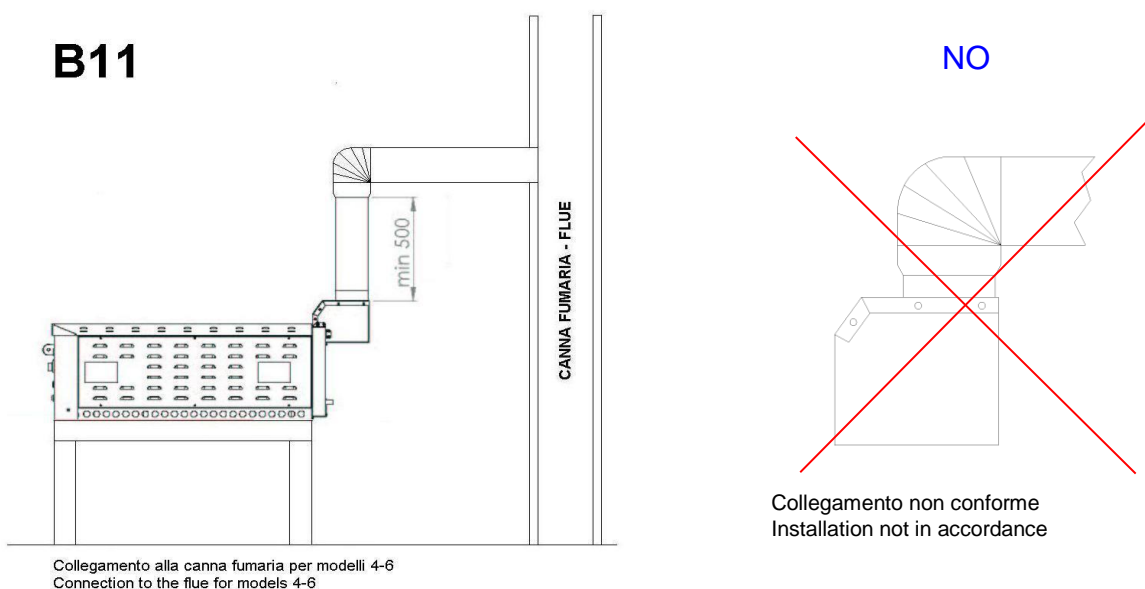 B11
NO
min 500
CANNA FUMARIA - FLUE
Collegamento non conforme
Installation not in accordance
Collegamento alla canna fumaria per modelli 4-6
Connection to the flue for models 4-6